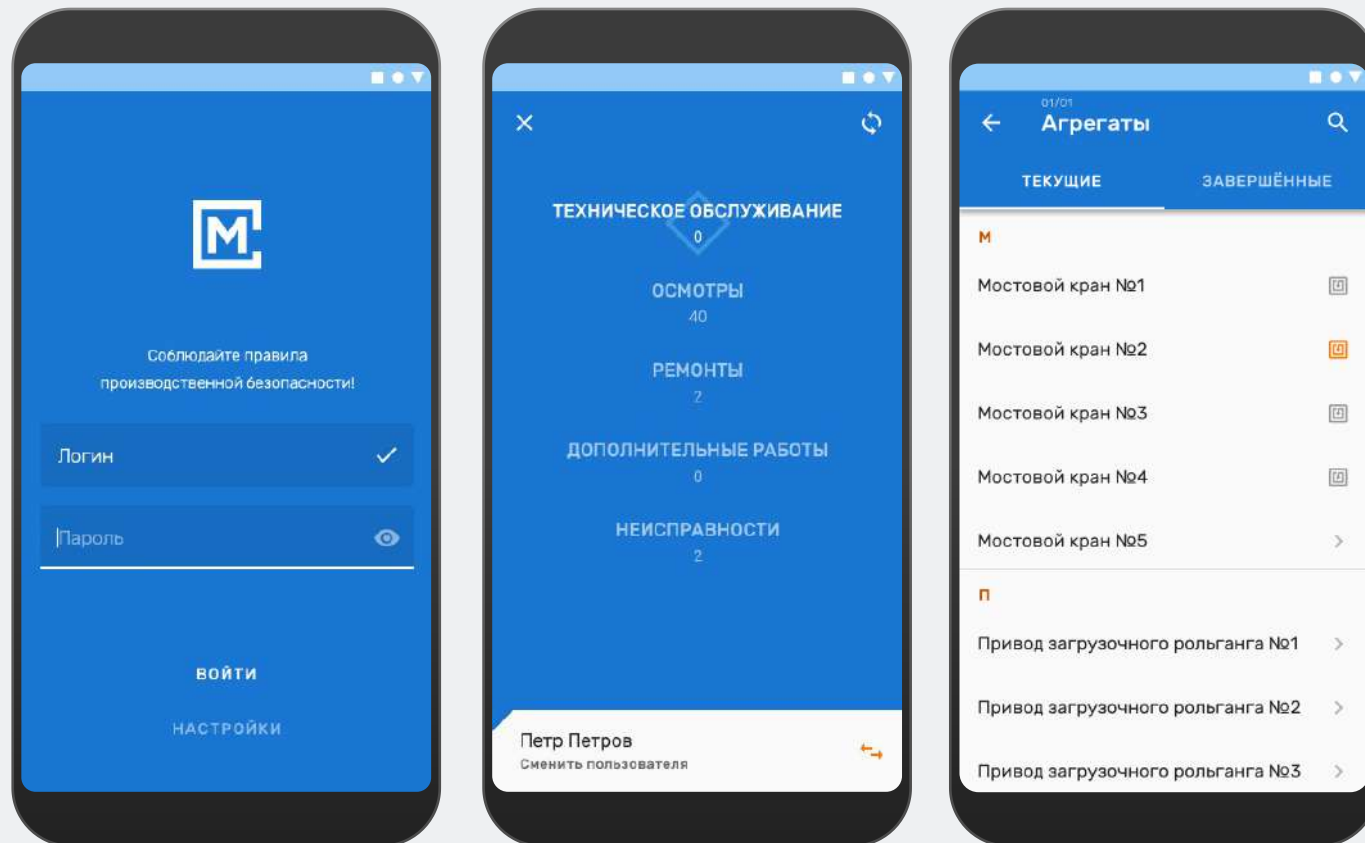 M
Соблюдайте правила
производственной безопасности!
Логин
Пароль
ВОЙТИ
НАСТРОЙКИ
ТЕХНИЧЕСКОЕ ОБСЛУЖИВАНИЕ
0
ОСМОТРЫ
40
РЕМОНТЫ
2
ДОПОЛНИТЕЛЬНЫЕ РАБОТЫ
0
НЕИСПРАВНОСТИ
2
Петр Петров
Сменить пользователя
01/01
Агрегаты
ТЕКУЩИЕ ЗАВЕРШЁННЫЕ
М
Мостовой кран №1
Мостовой кран №2
Мостовой кран №3
Мостовой кран №4
Мостовой кран №5
П
Привод загрузочного рольганга №1
Привод загрузочного рольганга №2
Привод загрузочного рольганга №3